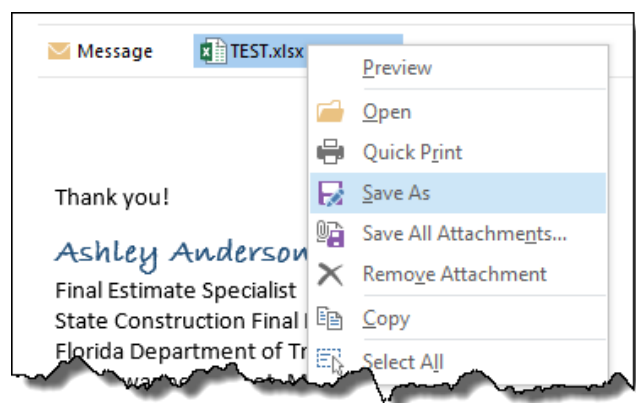 Message
TEST.xlsx
Preview
Open
Quick Print
Thank you!
Save As
Save All Attachments...
Ashley Anderson
Remove Attachment
Final Estimate Specialist
State Construction Final
Copy
Florida Department of Tr
Select All